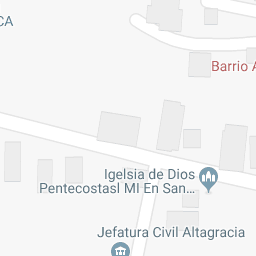 CA
Barrio A
Igelsia de Dios
Pentecostasl MI En San...
Jefatura Civil Altagracia